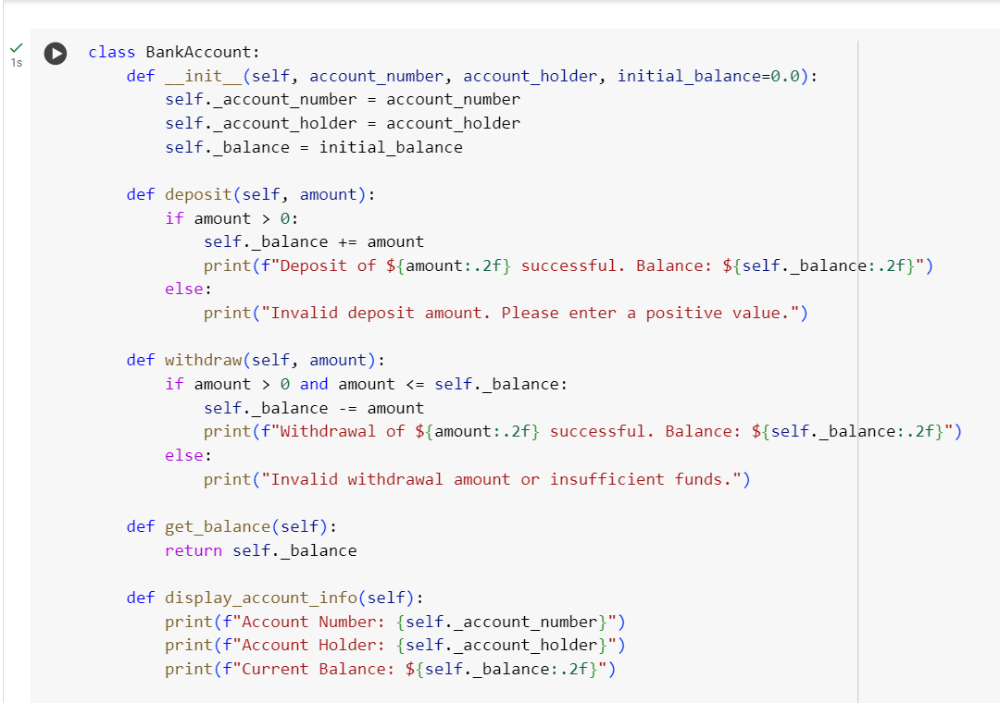 1s
class BankAccount:
    def __init__(self, account_number, account_holder, initial_balance=0.0):
        self._account_number = account_number
        self._account_holder = account_holder
        self._balance = initial_balance

    def deposit(self, amount):
        if amount > 0:
            self._balance += amount
            print(f"Deposit of ${amount:.2f} successful. Balance: ${self._balance:.2f}")
        else:
            print("Invalid deposit amount. Please enter a positive value.")

    def withdraw(self, amount):
        if amount > 0 and amount <= self._balance:
            self._balance -= amount
            print(f"Withdrawal of ${amount:.2f} successful. Balance: ${self._balance:.2f}")
        else:
            print("Invalid withdrawal amount or insufficient funds.")

    def get_balance(self):
        return self._balance

    def display_account_info(self):
        print(f"Account Number: {self._account_number}")
        print(f"Account Holder: {self._account_holder}")
        print(f"Current Balance: ${self._balance:.2f}")